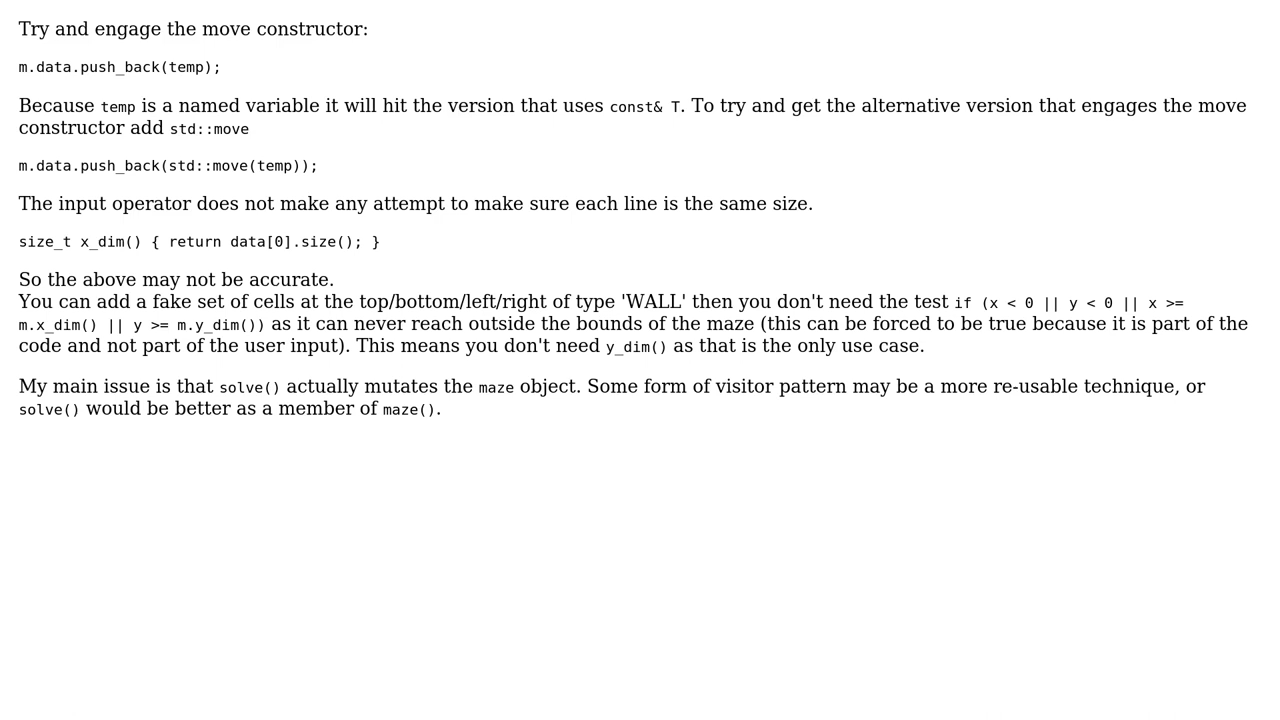 Try and engage the move constructor:
m.data.push_back(temp);
Because temp is a named variable it will hit the version that uses const& T. To try and get the alternative version that engages the move
constructor add std::move
m.data.push_back(std::move(temp));
The input operator does not make any attempt to make sure each line is the same size.
size_t x_dim() { return data[0].size(); }
So the above may not be accurate.
You can add a fake set of cells at the top/bottom/left/right of type 'WALL' then you don't need the test if (x < 0 || y < 0 || x >=
m.x_dim() || y >= m.y_dim()) as it can never reach outside the bounds of the maze (this can be forced to be true because it is part of the
code and not part of the user input). This means you don't need y_dim() as that is the only use case.
My main issue is that solve() actually mutates the maze object. Some form of visitor pattern may be a more re-usable technique, or
solve() would be better as a member of maze().